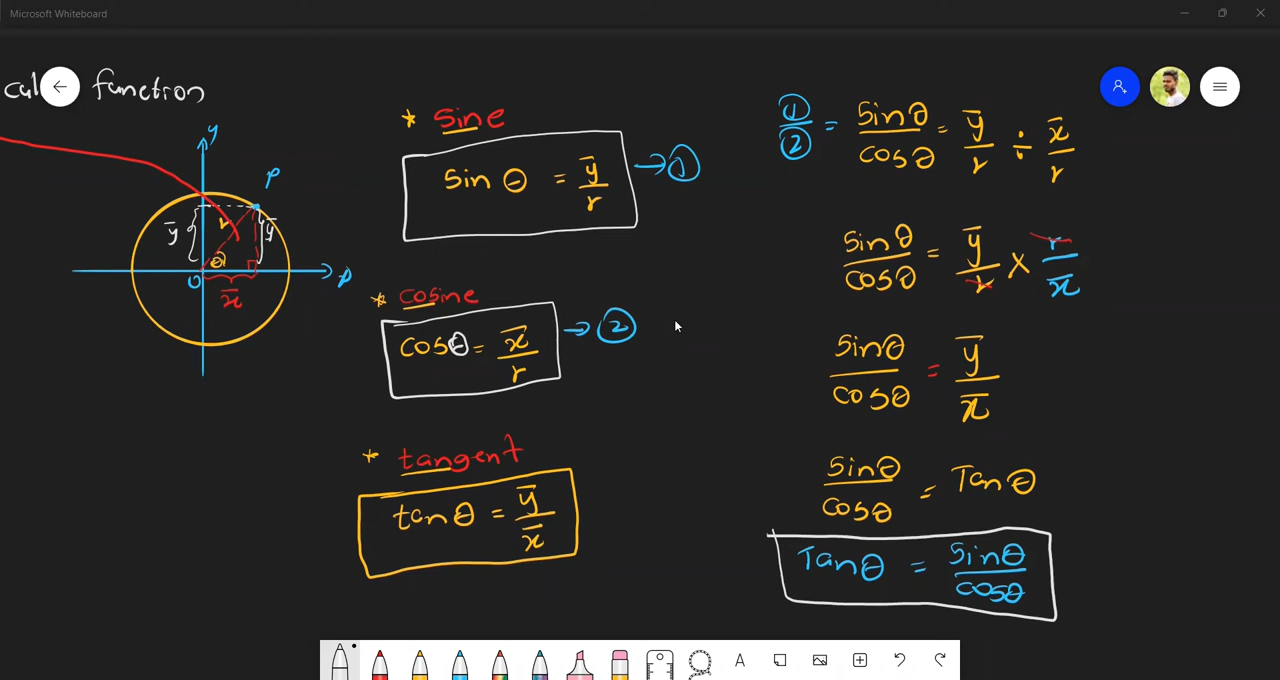 Microsoft Whiteboard
cal function
y
P
r
ȳ
ȳ
θ
O
x̄
p
* sine
sin θ = ȳ/r → ①
* cosine
cosθ = x̄/r → ②
* tangent
tan θ = ȳ/x̄
①/② = sinθ/cosθ = ȳ/r ÷ x̄/r
sinθ/cosθ = ȳ/r × r/x̄
sinθ/cosθ = ȳ/x̄
sinθ/cosθ = Tanθ
Tanθ = sinθ/cosθ
A